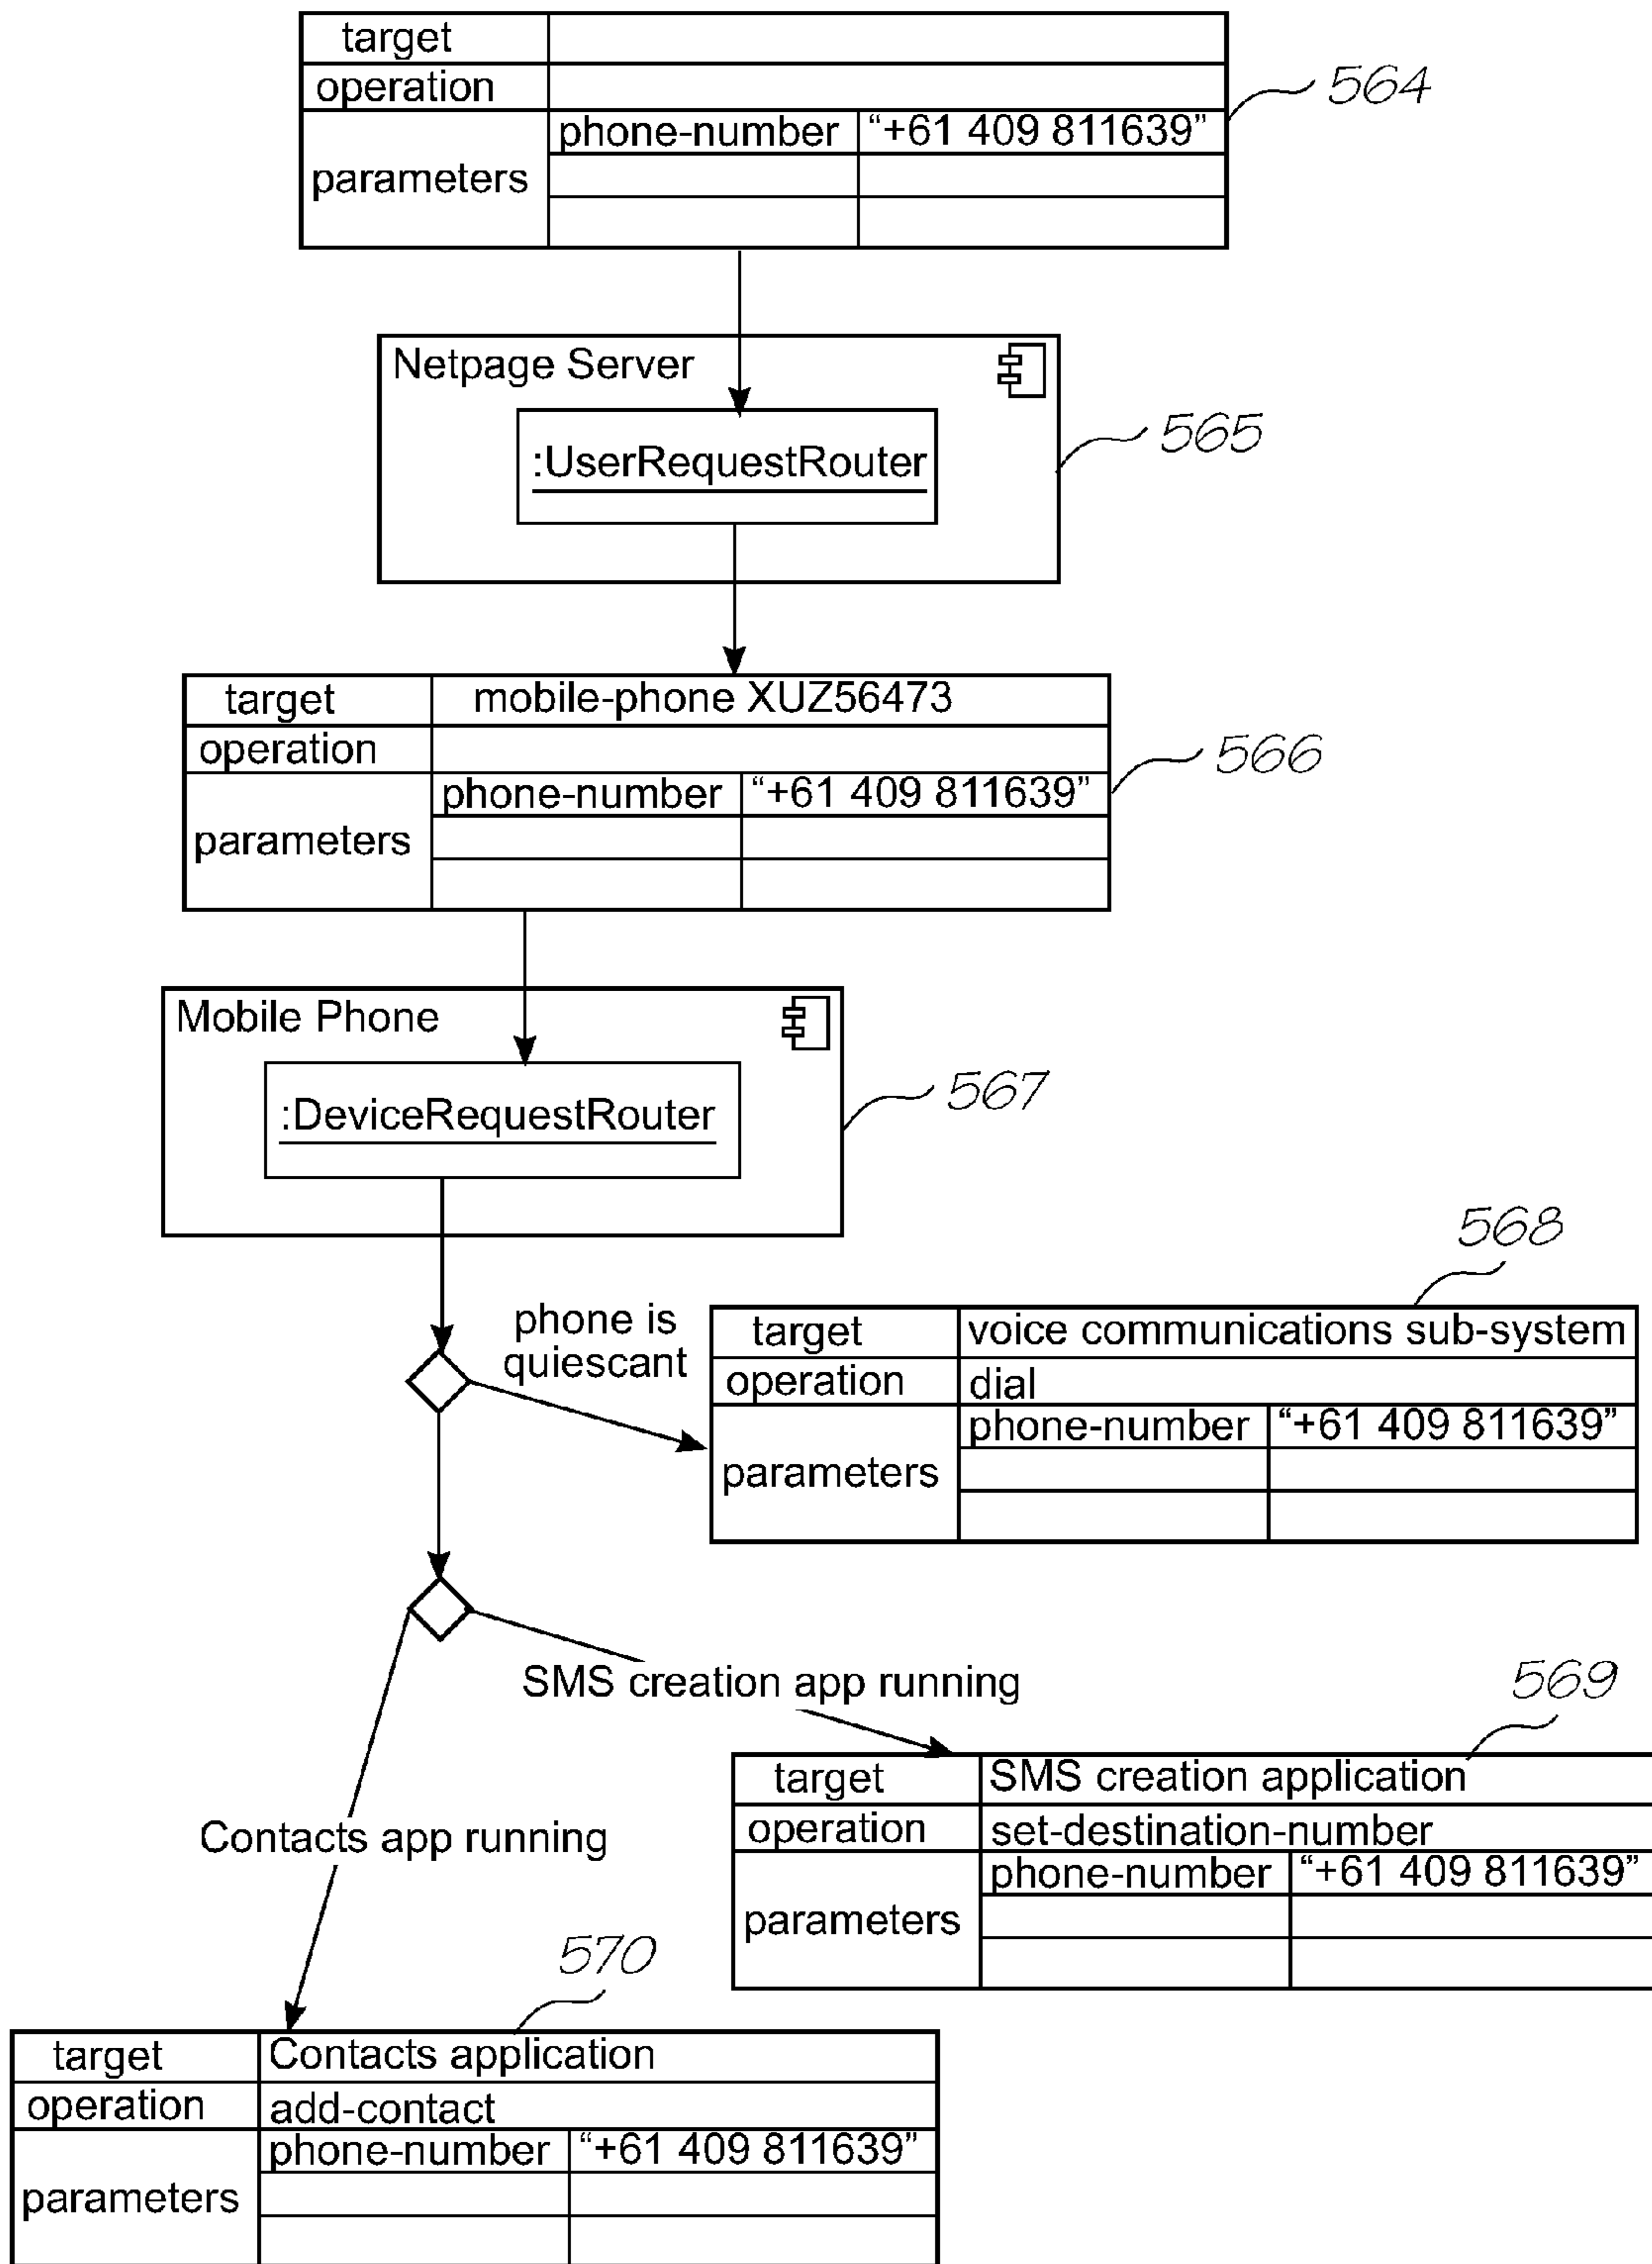 target
operation
564
phone-number “+61 409 811639”
parameters
Netpage Server
565
:UserRequestRouter
target mobile-phone XUZ56473
operation
566
phone-number “+61 409 811639”
parameters
Mobile Phone
567
:DeviceRequestRouter
568
phone is
quiescant
target voice communications sub-system
operation dial
phone-number “+61 409 811639”
parameters
SMS creation app running
569
target SMS creation application
operation set-destination-number
phone-number “+61 409 811639”
parameters
Contacts app running
570
target Contacts application
operation add-contact
phone-number “+61 409 811639”
parameters